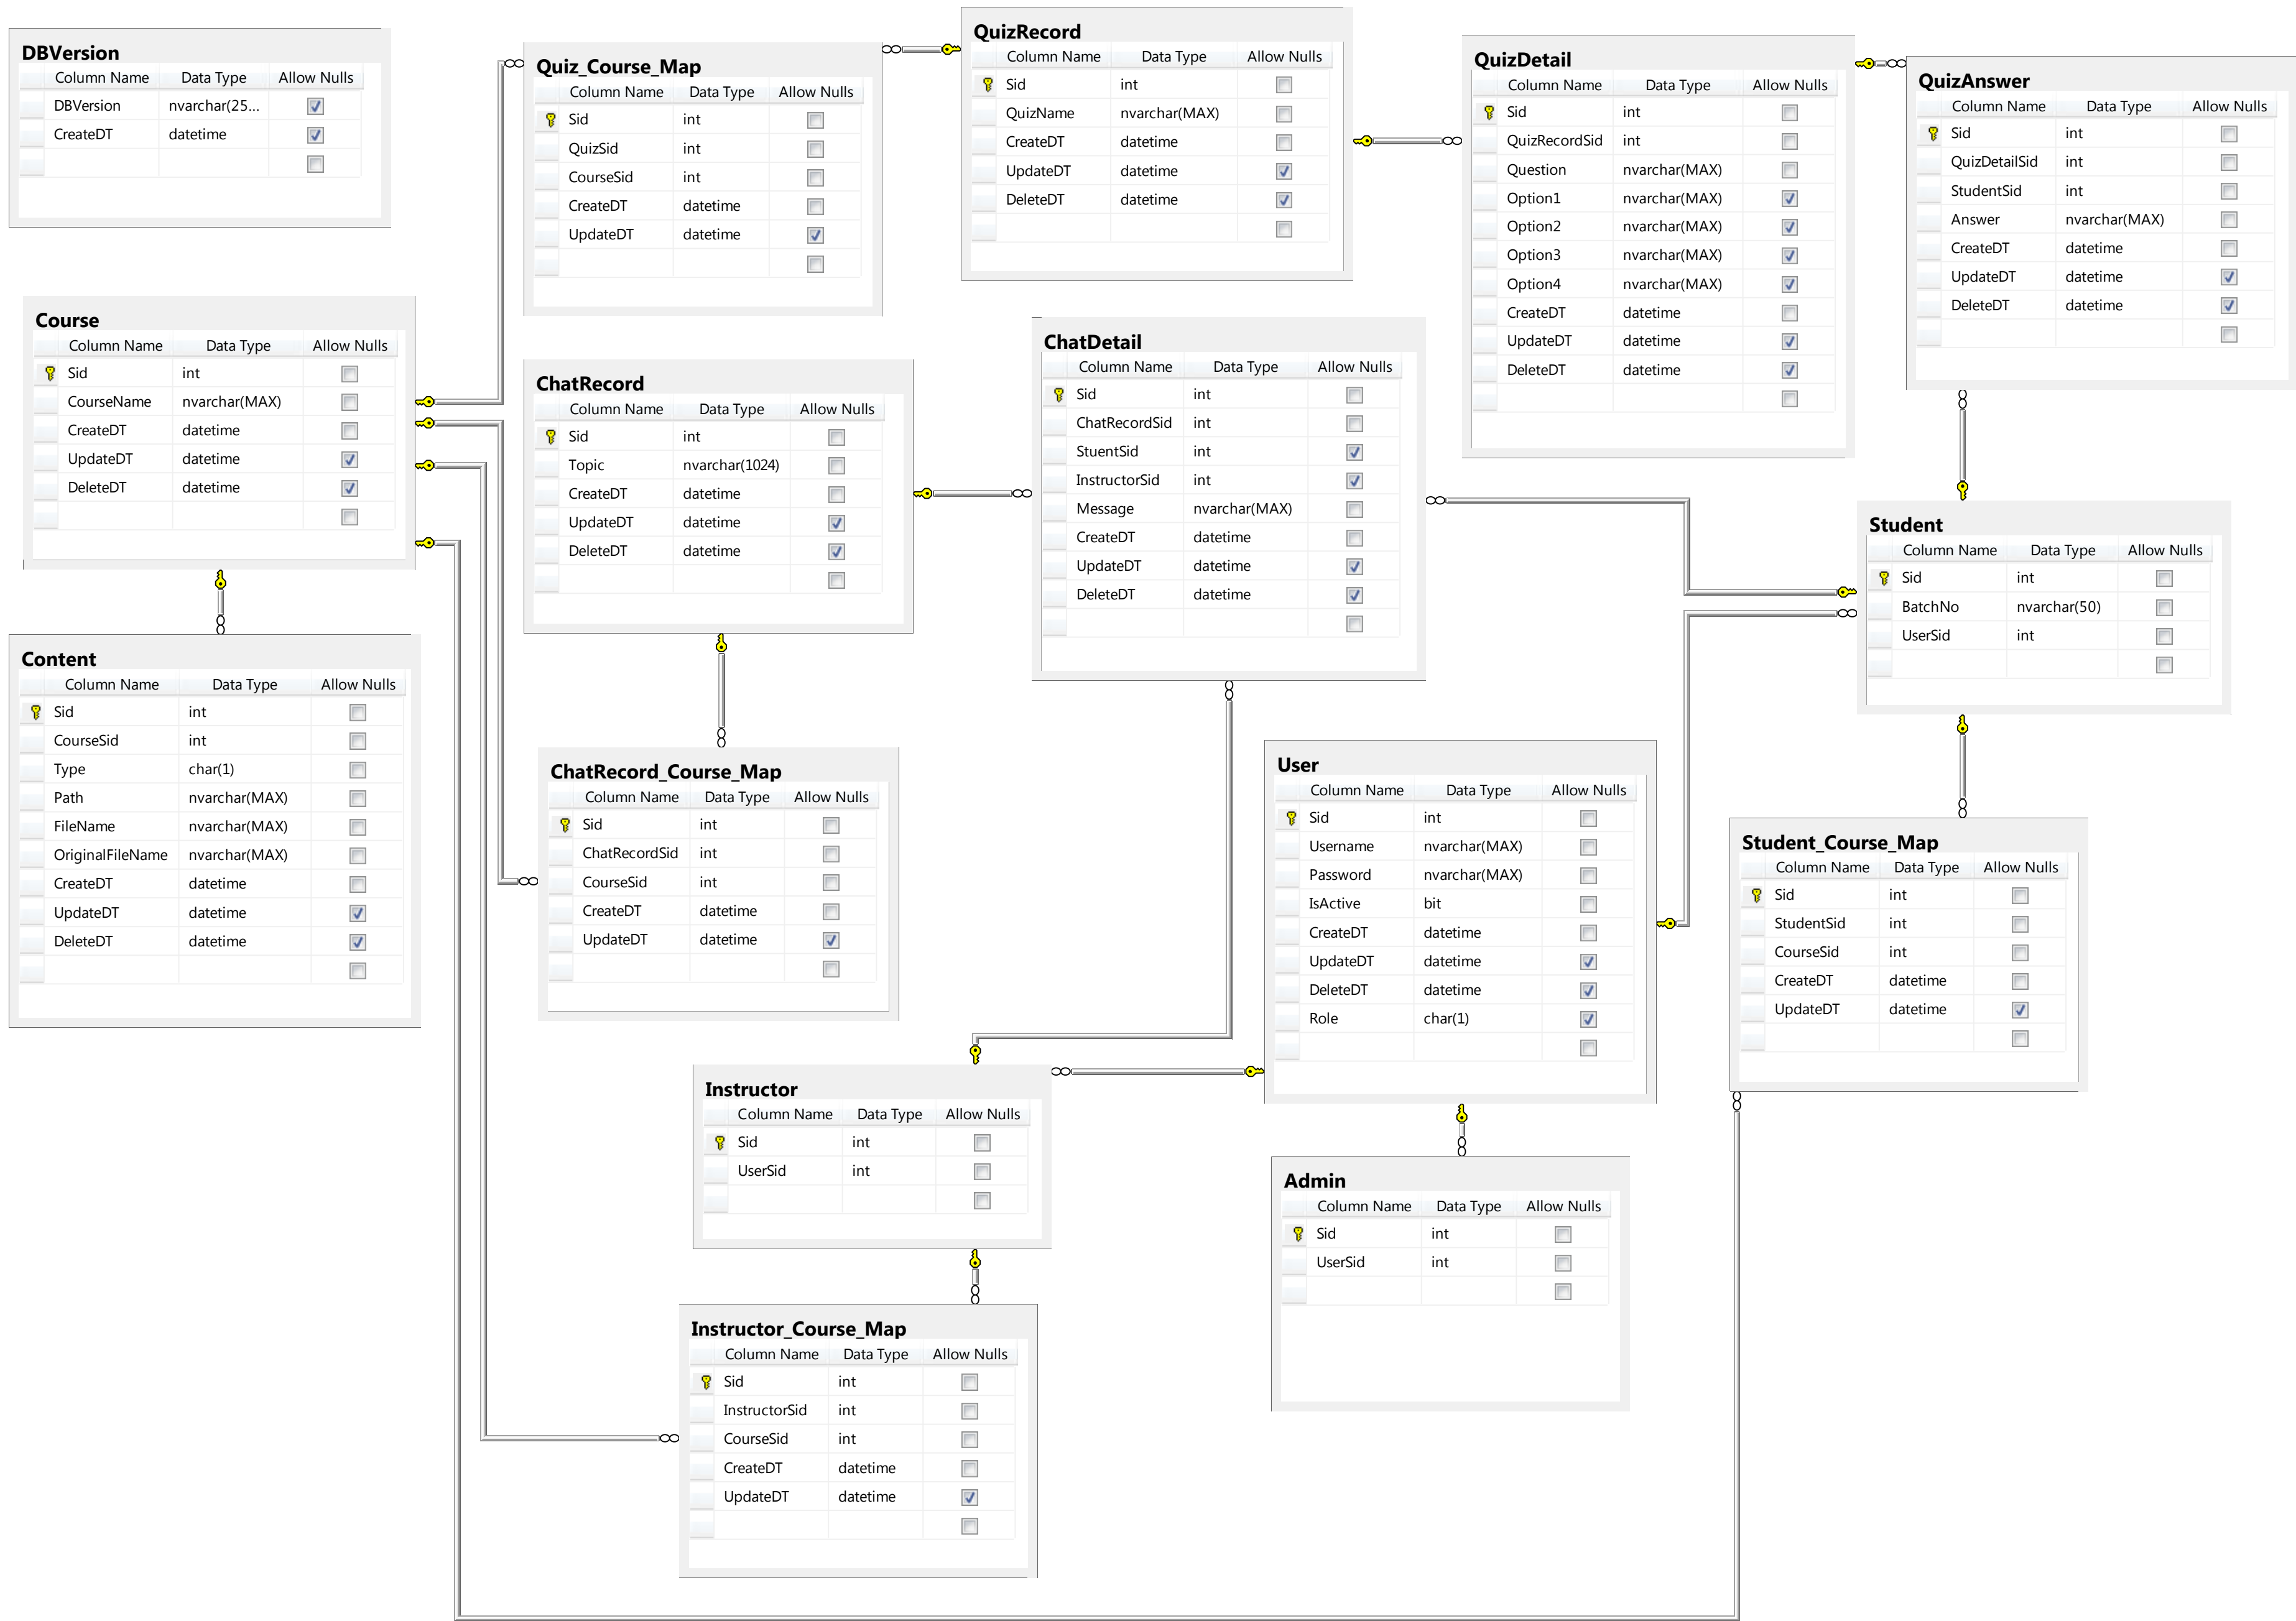 DBVersion
Column Name Data Type Allow Nulls
DBVersion nvarchar(25...
CreateDT datetime
Quiz_Course_Map
Column Name Data Type Allow Nulls
Sid int
QuizSid int
CourseSid int
CreateDT datetime
UpdateDT datetime
QuizRecord
Column Name Data Type Allow Nulls
Sid int
QuizName nvarchar(MAX)
CreateDT datetime
UpdateDT datetime
DeleteDT datetime
QuizDetail
Column Name Data Type Allow Nulls
Sid int
QuizRecordSid int
Question nvarchar(MAX)
Option1 nvarchar(MAX)
Option2 nvarchar(MAX)
Option3 nvarchar(MAX)
Option4 nvarchar(MAX)
CreateDT datetime
UpdateDT datetime
DeleteDT datetime
QuizAnswer
Column Name Data Type Allow Nulls
Sid int
QuizDetailSid int
StudentSid int
Answer nvarchar(MAX)
CreateDT datetime
UpdateDT datetime
DeleteDT datetime
Course
Column Name Data Type Allow Nulls
Sid int
CourseName nvarchar(MAX)
CreateDT datetime
UpdateDT datetime
DeleteDT datetime
ChatRecord
Column Name Data Type Allow Nulls
Sid int
Topic nvarchar(1024)
CreateDT datetime
UpdateDT datetime
DeleteDT datetime
ChatDetail
Column Name Data Type Allow Nulls
Sid int
ChatRecordSid int
StuentSid int
InstructorSid int
Message nvarchar(MAX)
CreateDT datetime
UpdateDT datetime
DeleteDT datetime
Student
Column Name Data Type Allow Nulls
Sid int
BatchNo nvarchar(50)
UserSid int
Content
Column Name Data Type Allow Nulls
Sid int
CourseSid int
Type char(1)
Path nvarchar(MAX)
FileName nvarchar(MAX)
OriginalFileName nvarchar(MAX)
CreateDT datetime
UpdateDT datetime
DeleteDT datetime
ChatRecord_Course_Map
Column Name Data Type Allow Nulls
Sid int
ChatRecordSid int
CourseSid int
CreateDT datetime
UpdateDT datetime
User
Column Name Data Type Allow Nulls
Sid int
Username nvarchar(MAX)
Password nvarchar(MAX)
IsActive bit
CreateDT datetime
UpdateDT datetime
DeleteDT datetime
Role char(1)
Student_Course_Map
Column Name Data Type Allow Nulls
Sid int
StudentSid int
CourseSid int
CreateDT datetime
UpdateDT datetime
Instructor
Column Name Data Type Allow Nulls
Sid int
UserSid int
Admin
Column Name Data Type Allow Nulls
Sid int
UserSid int
Instructor_Course_Map
Column Name Data Type Allow Nulls
Sid int
InstructorSid int
CourseSid int
CreateDT datetime
UpdateDT datetime